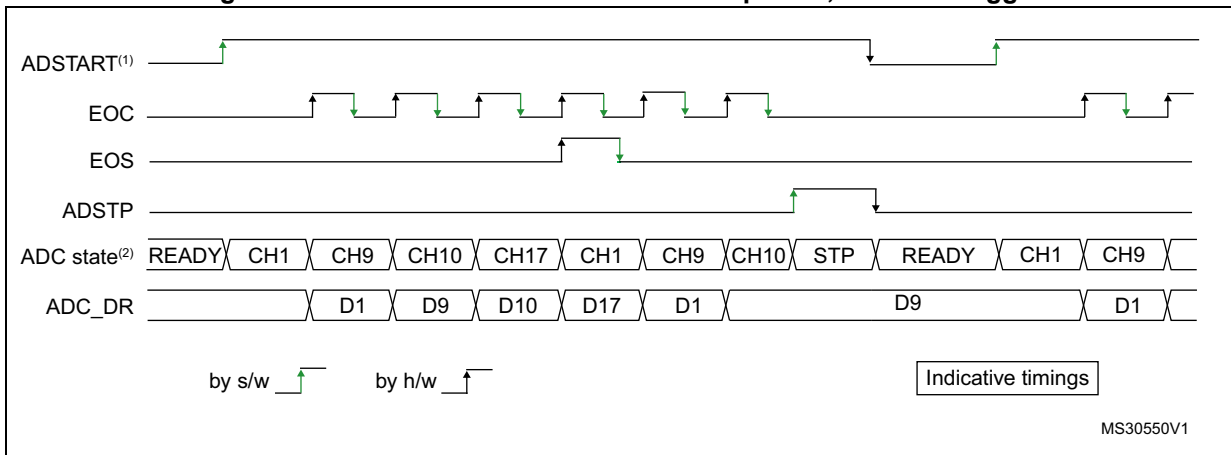 ADSTART(1)
EOC
EOS
ADSTP
ADC state(2) READY CH1 CH9 CH10 CH17 CH1 CH9 CH10 STP READY CH1 CH9
ADC_DR D1 D9 D10 D17 D1 D9 D1
by s/w by h/w Indicative timings
MS30550V1